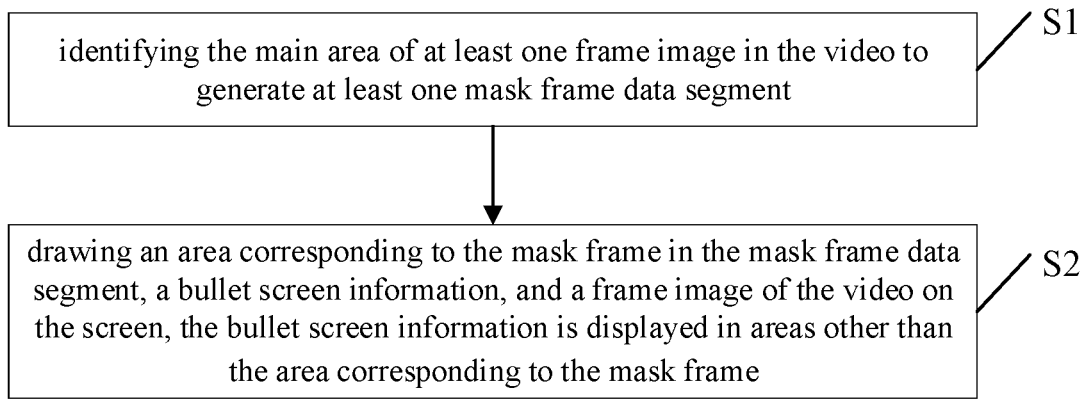 identifying the main area of at least one frame image in the video to
generate at least one mask frame data segment
S1
drawing an area corresponding to the mask frame in the mask frame data
segment, a bullet screen information, and a frame image of the video on
the screen, the bullet screen information is displayed in areas other than
the area corresponding to the mask frame
S2